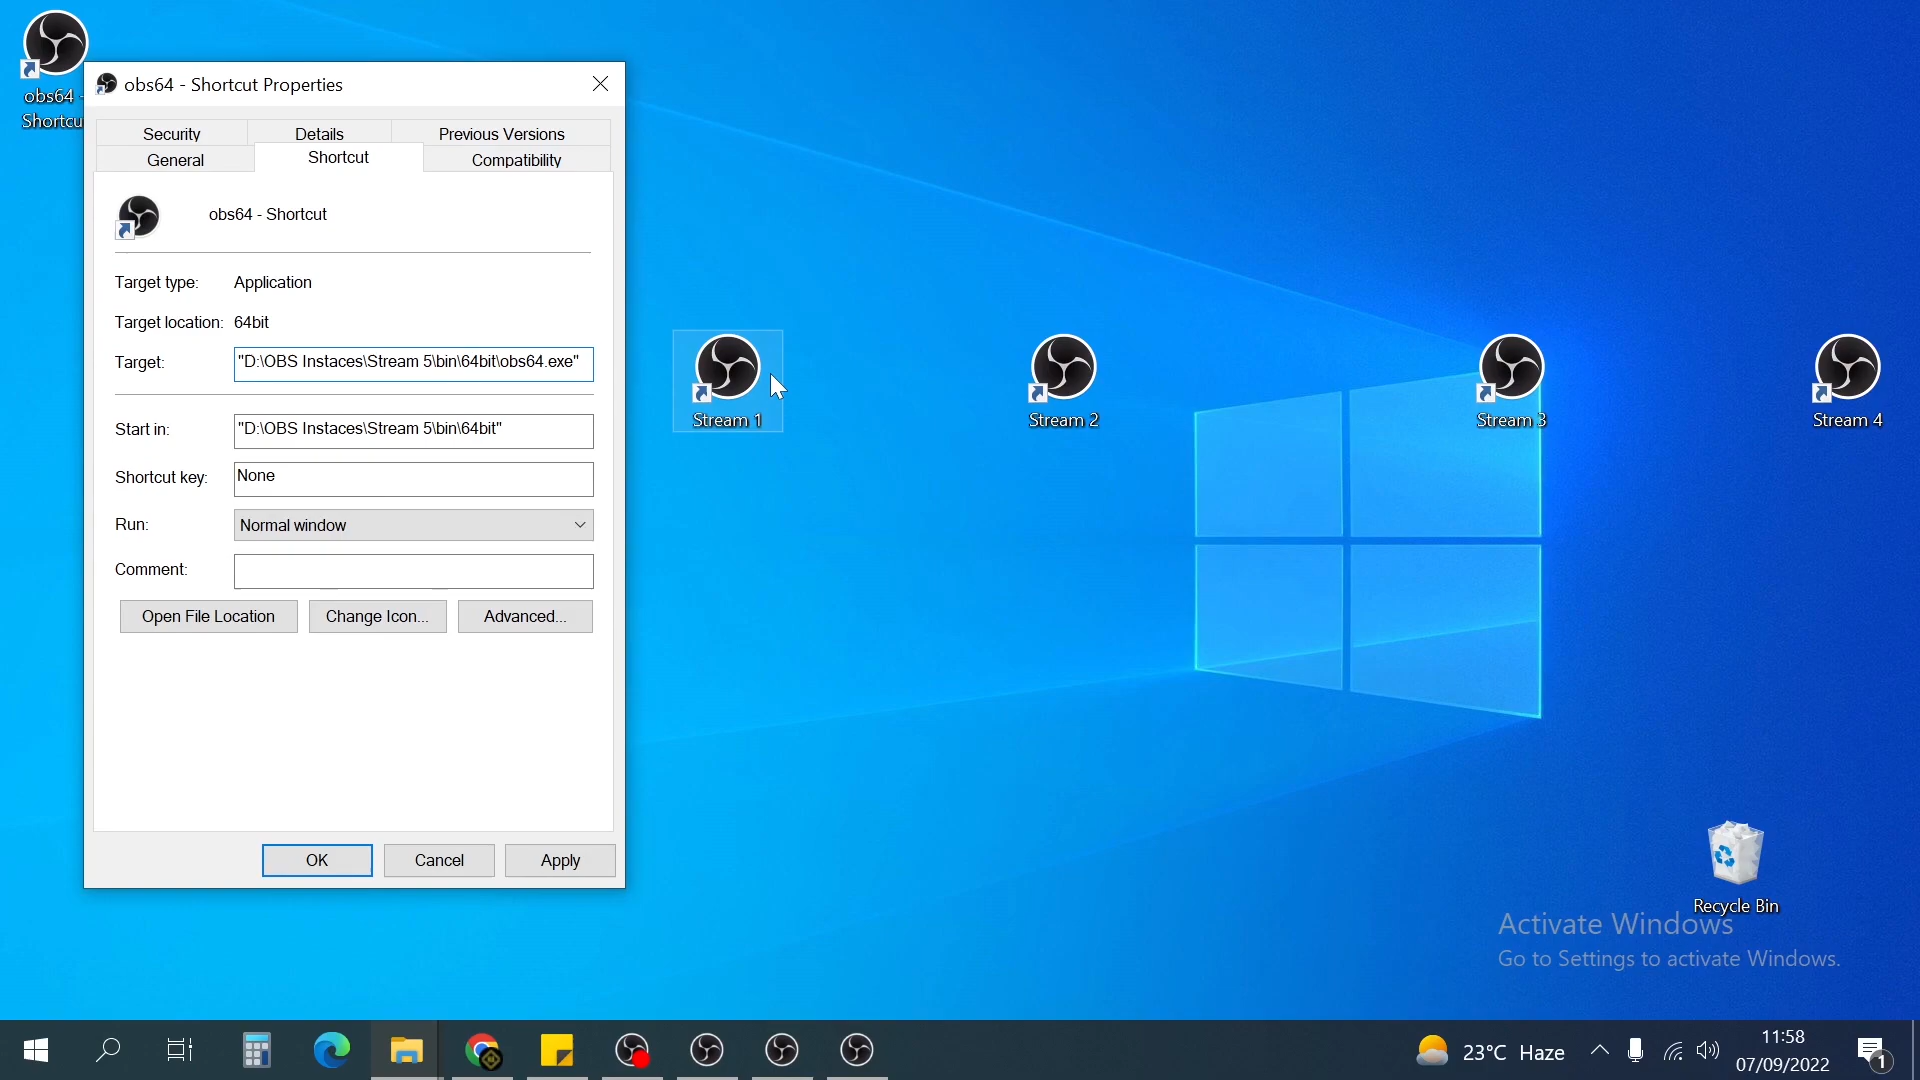 obs64 -
Shortcu
obs64 - Shortcut Properties
Security
Details
Previous Versions
General
Shortcut
Compatibility
obs64 - Shortcut
Target type:
Application
Target location:
64bit
Target:
"D:\OBS Instaces\Stream 5\bin\64bit\obs64.exe"
Start in:
"D:\OBS Instaces\Stream 5\bin\64bit"
Shortcut key:
None
Run:
Normal window
Comment:
Open File Location
Change Icon...
Advanced...
OK
Cancel
Apply
Stream 1
Stream 2
Stream 3
Stream 4
Recycle Bin
Activate Windows
Go to Settings to activate Windows.
23°C Haze
11:58
07/09/2022
1